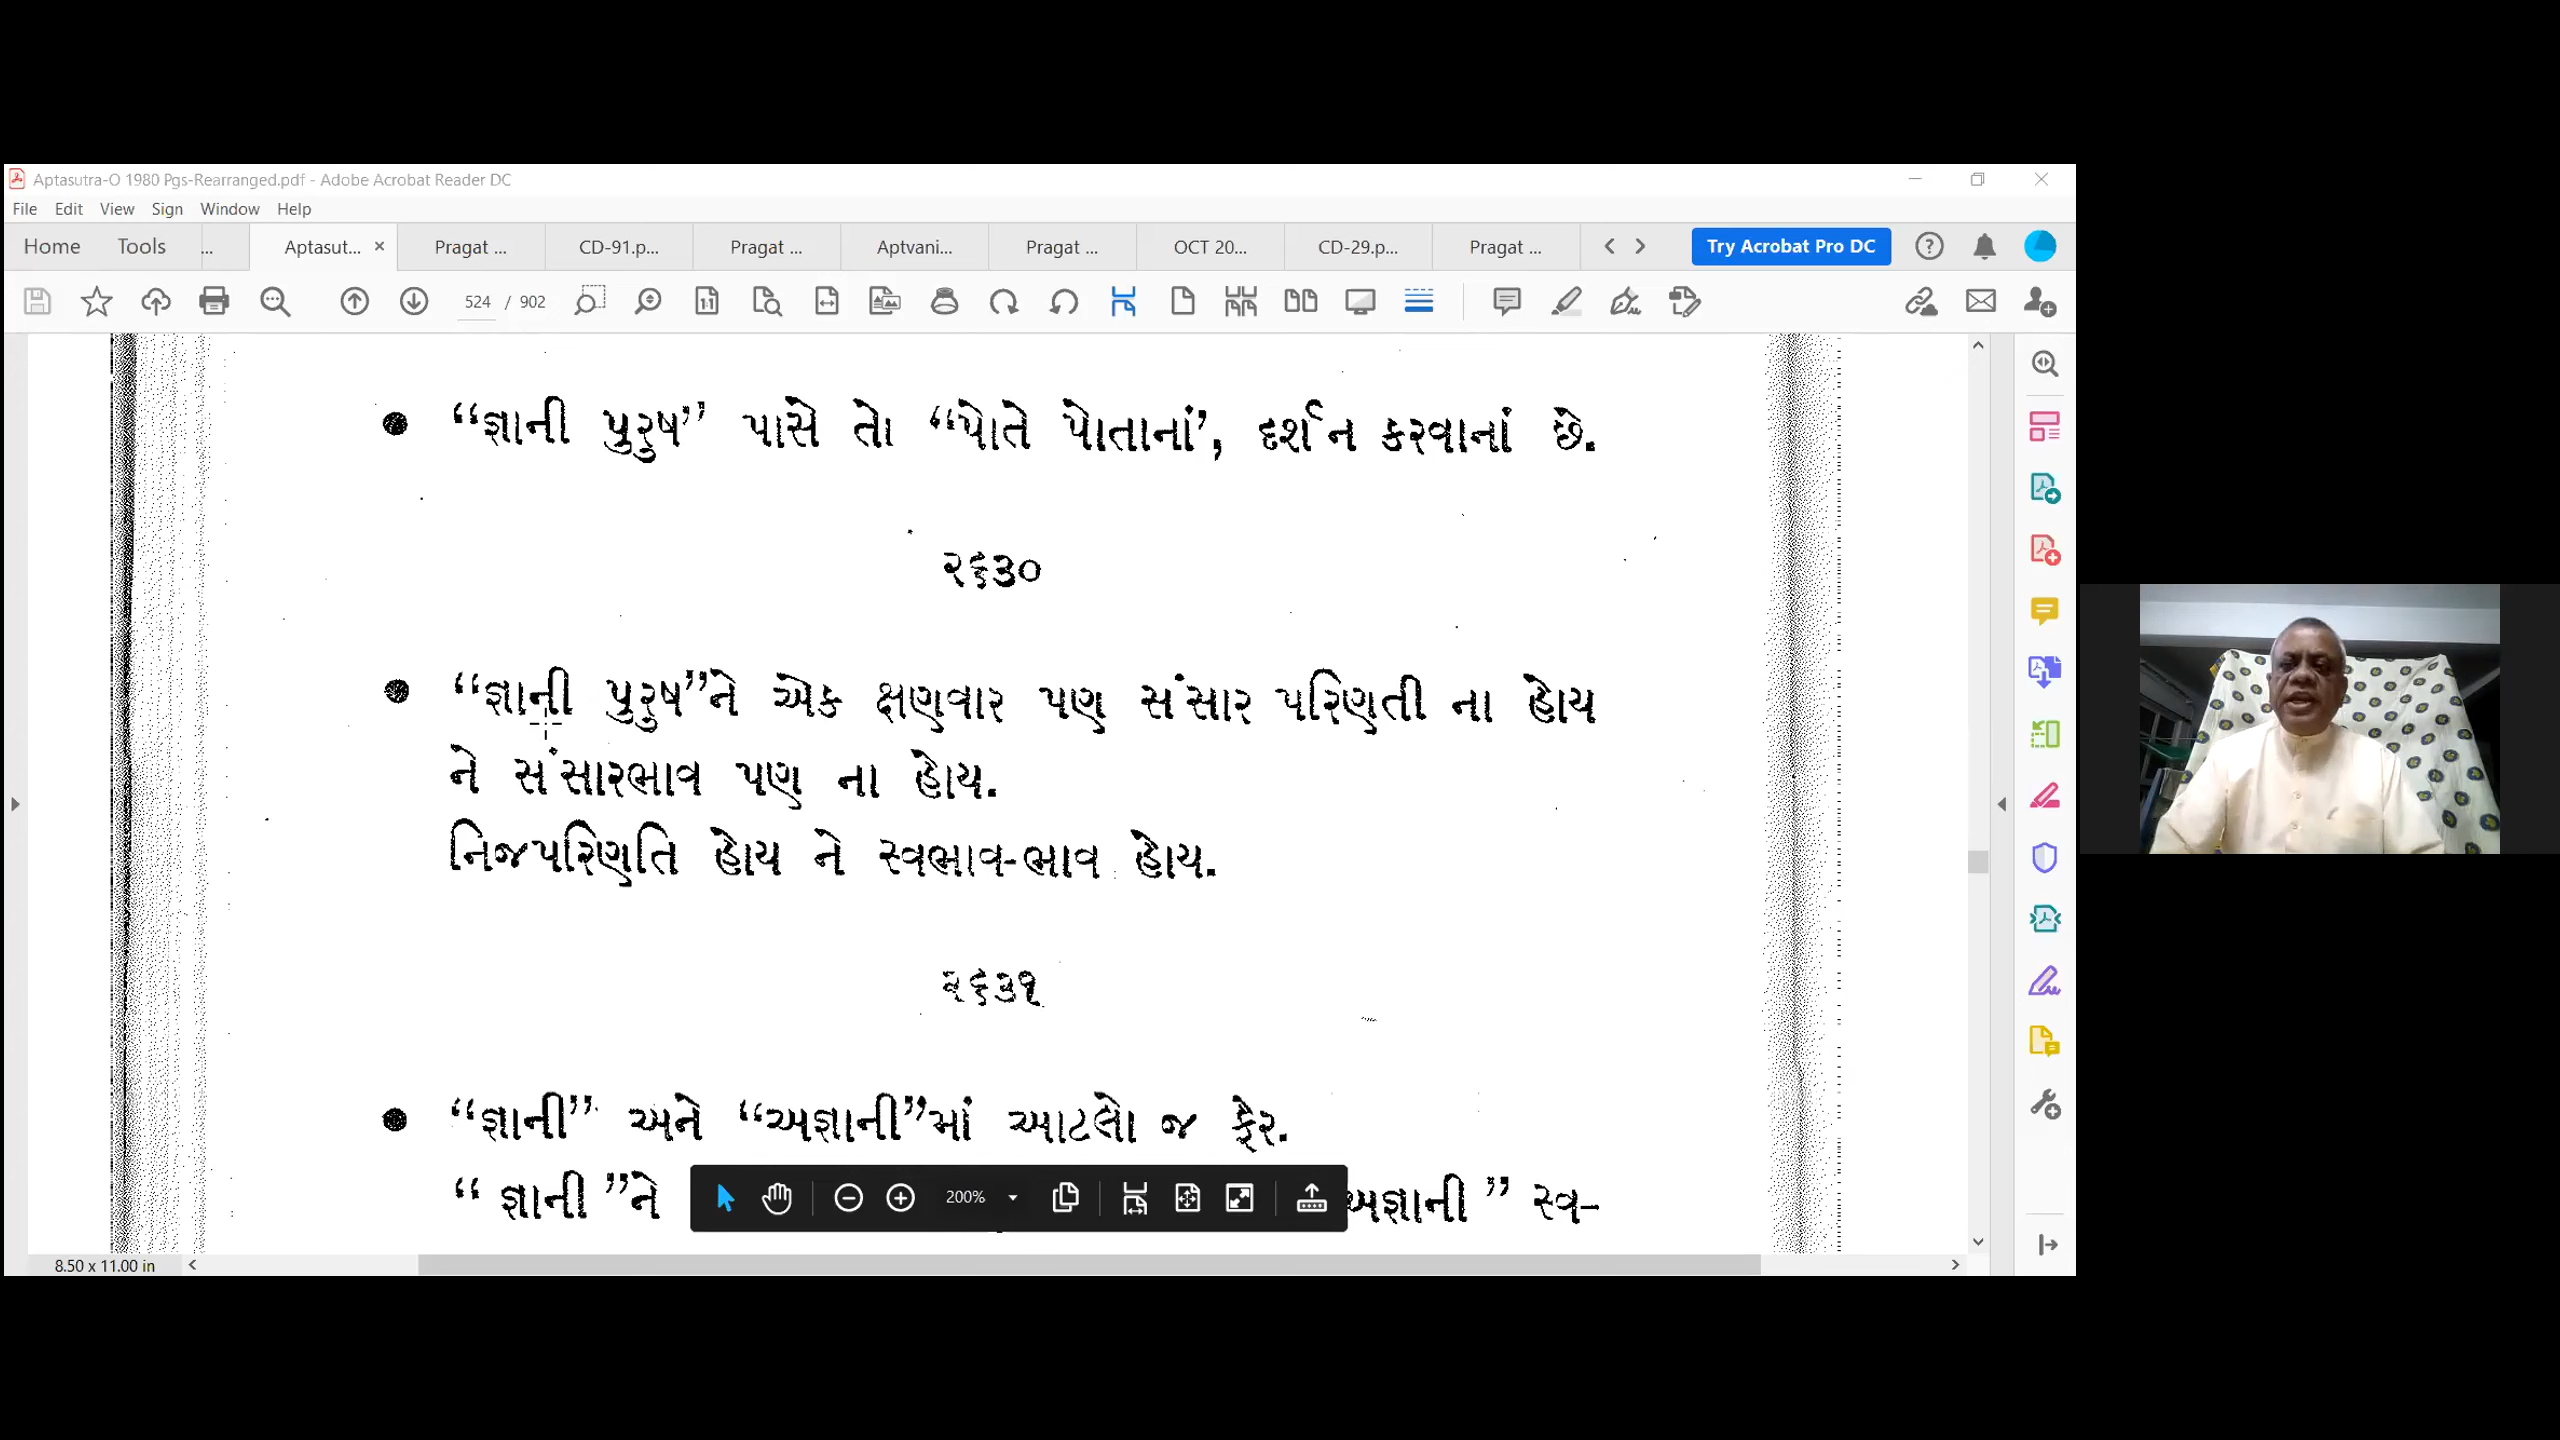 Aptasutra-O 1980 Pgs-Rearranged.pdf - Adobe Acrobat Reader DC
File Edit View Sign Window Help
Home Tools ... Aptasut... × Pragat ... CD-91.p... Pragat ... Aptvani... Pragat ... OCT 20... CD-29.p... Pragat ... Try Acrobat Pro DC
524 / 902
“જ્ઞાની પુરુષ” પાસે તો “પોતે પોતાનાં’, દર્શન કરવાનાં છે.
૨૬૩૦
“જ્ઞાની પુરુષ”ને એક ક્ષણવાર પણ સંસાર પરિણતી ના હોય
ને સંસારભાવ પણ ના હોય.
નિજપરિણતિ હોય ને સ્વભાવ-ભાવ હોય.
૨૬૩૧
“જ્ઞાની” અને “અજ્ઞાની”માં આટલો જ ફેર.
“ જ્ઞાની ”ને અજ્ઞાની ” સ્વ-
200%
8.50 x 11.00 in